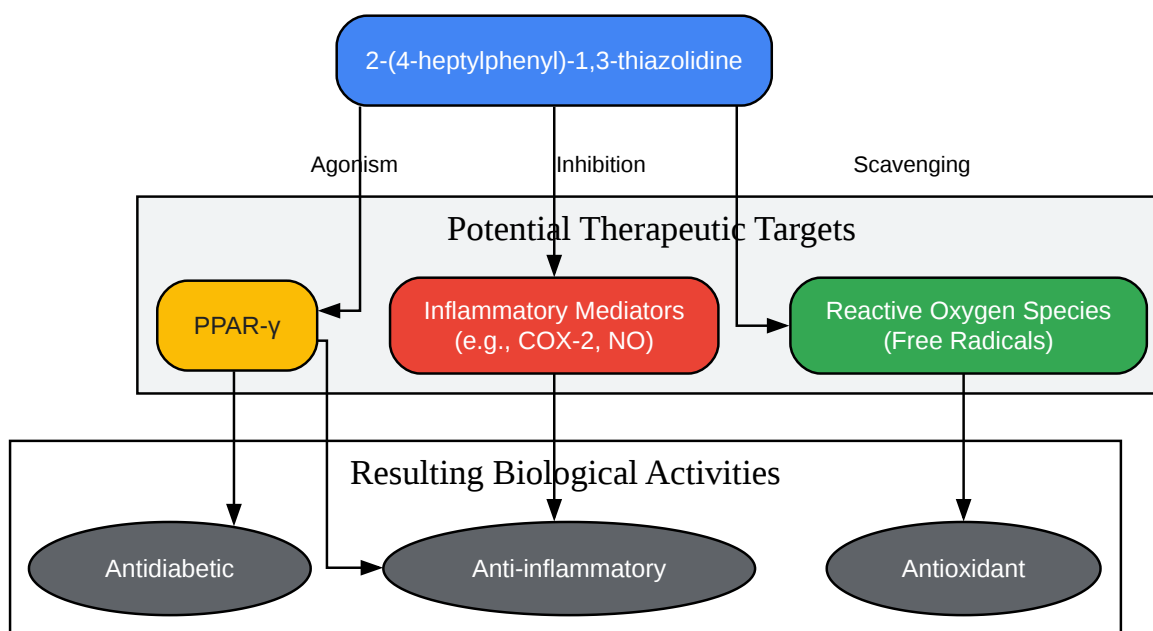 2-(4-heptylphenyl)-1,3-thiazolidine
Agonism
Inhibition
Scavenging
Potential Therapeutic Targets
PPAR-γ
Inflammatory Mediators
(e.g., COX-2, NO)
Reactive Oxygen Species
(Free Radicals)
Resulting Biological Activities
Antidiabetic
Anti-inflammatory
Antioxidant